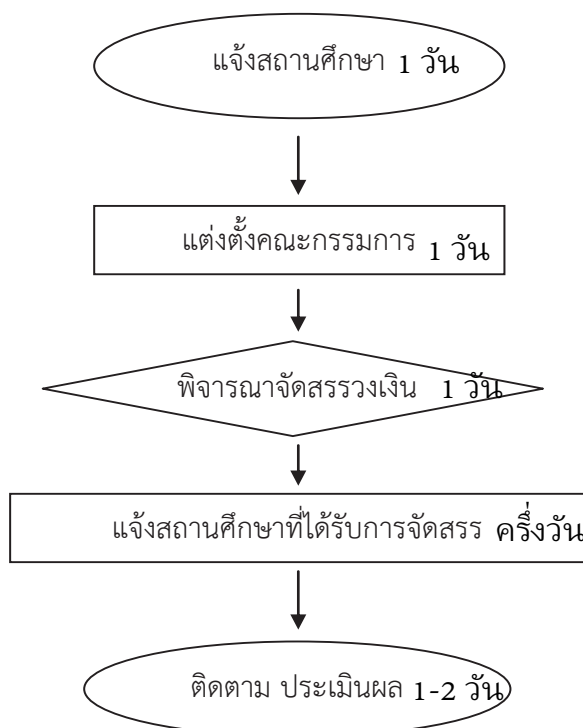 แจ้งสถานศึกษา 1 วัน
แต่งตั้งคณะกรรมการ 1 วัน
พิจารณาจัดสรรวงเงิน 1 วัน
แจ้งสถานศึกษาที่ได้รับการจัดสรร ครึ่งวัน
ติดตาม ประเมินผล 1-2 วัน